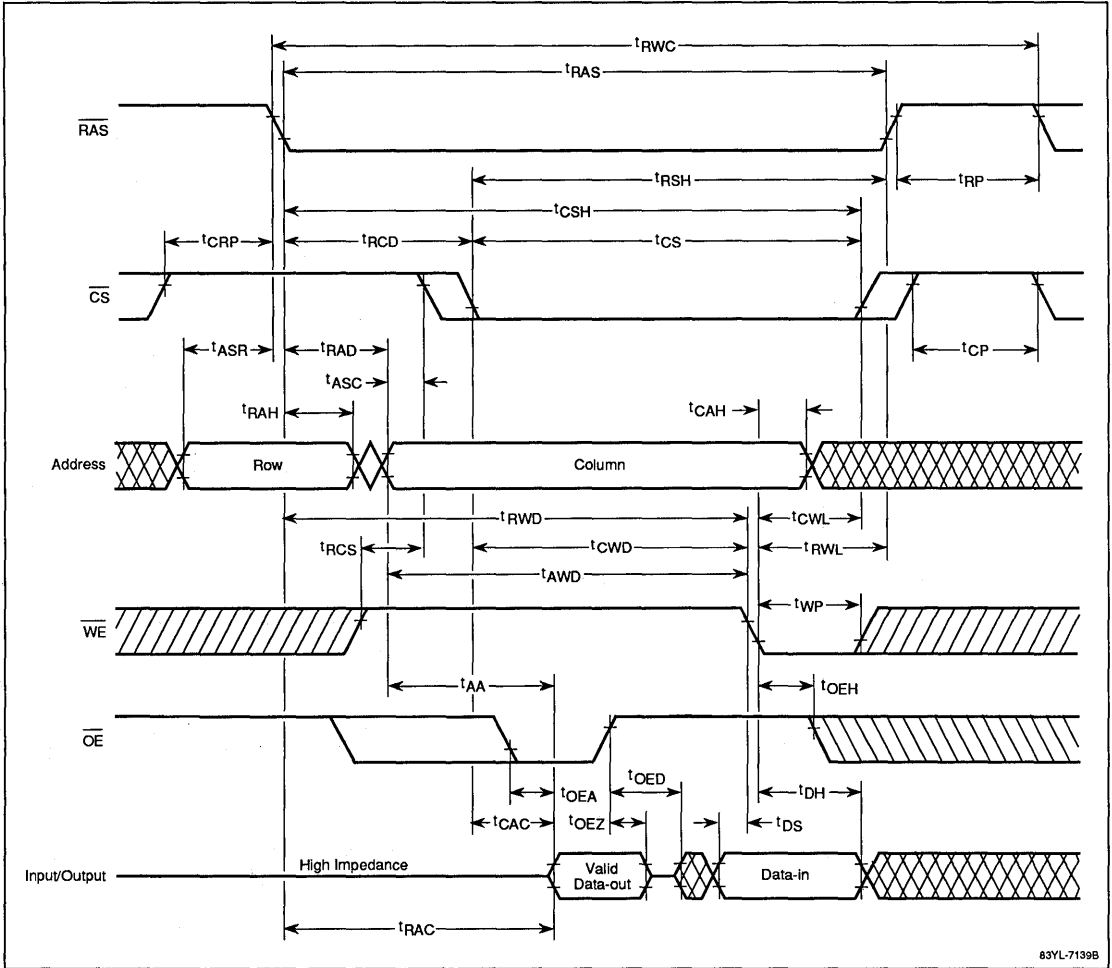 tRWC
tRAS
RAS
tRSH
tRP
tCSH
tCRP
tRCD
tCS
CS
tASR
tRAD
tCP
tASC
tRAH
tCAH
Address
Row
Column
tRWD
tCWL
tRCS
tCWD
tRWL
tAWD
tWP
WE
tAA
tOEH
OE
tOED
tOEA
tDH
tCAC
tOEZ
tDS
High Impedance
Input/Output
Valid
Data-out
Data-in
tRAC
83YL-7139B